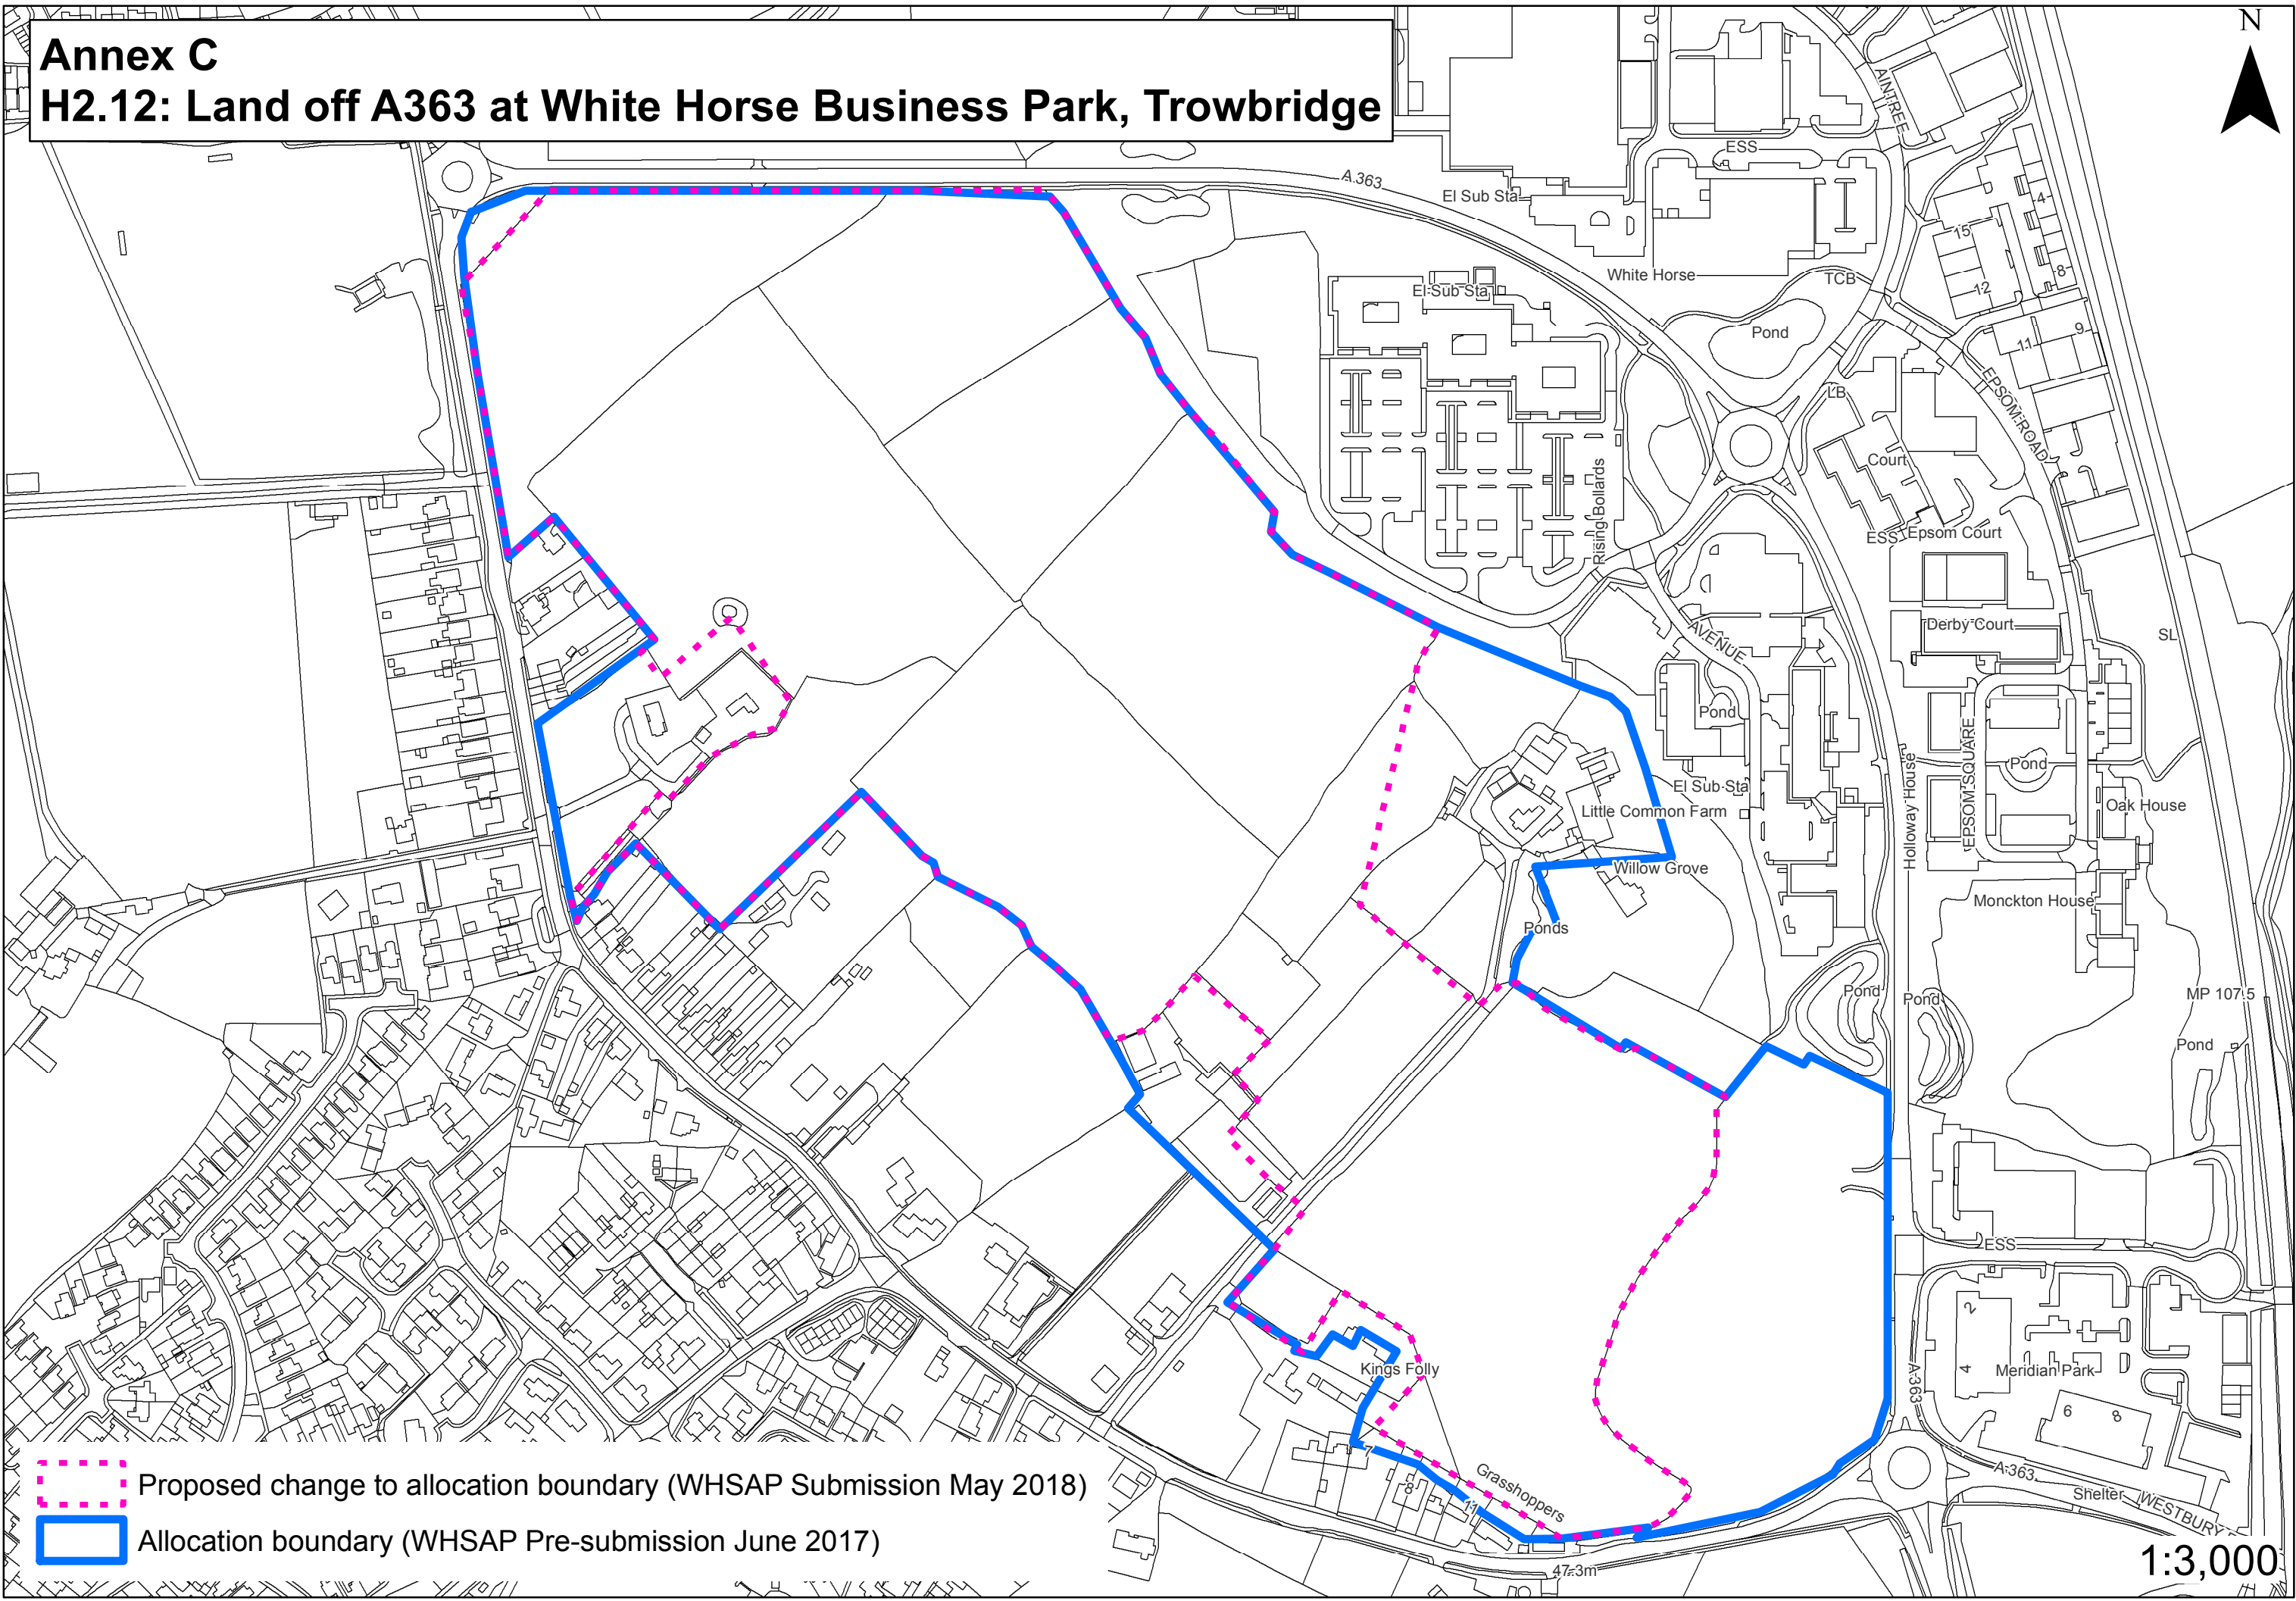 Annex C
H2.12: Land off A363 at White Horse Business Park, Trowbridge
N
AINTREE
ESS
A 363
El Sub Sta
4
15
White Horse
TCB
8
12
El Sub Sta
Pond
9
11
LB
EPSOM ROAD
Court
Rising Bollards
ESS
Epsom Court
Derby Court
AVENUE
SL
Pond
EPSOM SQUARE
Holloway House
Pond
El Sub Sta
Oak House
Little Common Farm
Willow Grove
Monckton House
Ponds
Pond
Pond
MP 107.5
Pond
ESS
2
4
A 363
Meridian Park
Kings Folly
6
8
7
8
11
Grasshoppers
A 363
Shelter
WESTBURY
47.3m
Proposed change to allocation boundary (WHSAP Submission May 2018)
Allocation boundary (WHSAP Pre-submission June 2017)
1:3,000